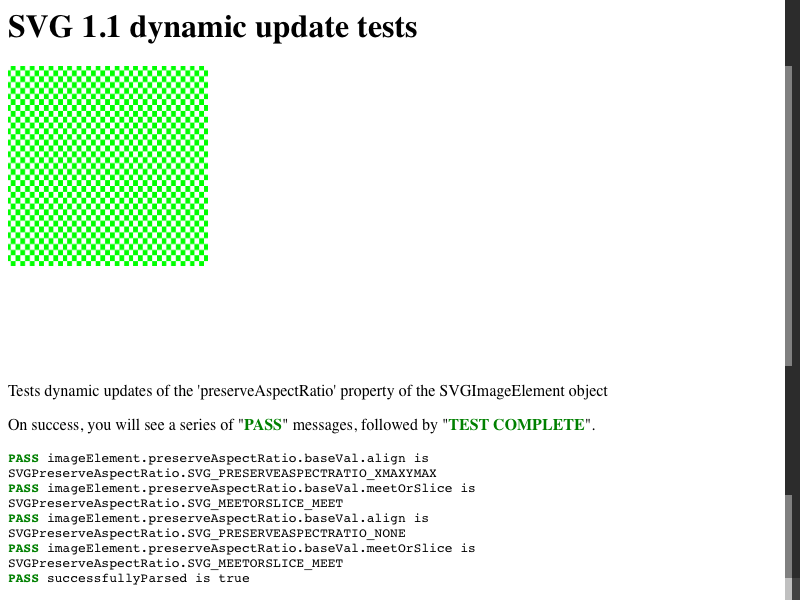 SVG 1.1 dynamic update tests
Tests dynamic updates of the 'preserveAspectRatio' property of the SVGImageElement object
On success, you will see a series of "PASS" messages, followed by "TEST COMPLETE".
PASS imageElement.preserveAspectRatio.baseVal.align is
SVGPreserveAspectRatio.SVG_PRESERVEASPECTRATIO_XMAXYMAX
PASS imageElement.preserveAspectRatio.baseVal.meetOrSlice is
SVGPreserveAspectRatio.SVG_MEETORSLICE_MEET
PASS imageElement.preserveAspectRatio.baseVal.align is
SVGPreserveAspectRatio.SVG_PRESERVEASPECTRATIO_NONE
PASS imageElement.preserveAspectRatio.baseVal.meetOrSlice is
SVGPreserveAspectRatio.SVG_MEETORSLICE_MEET
PASS successfullyParsed is true